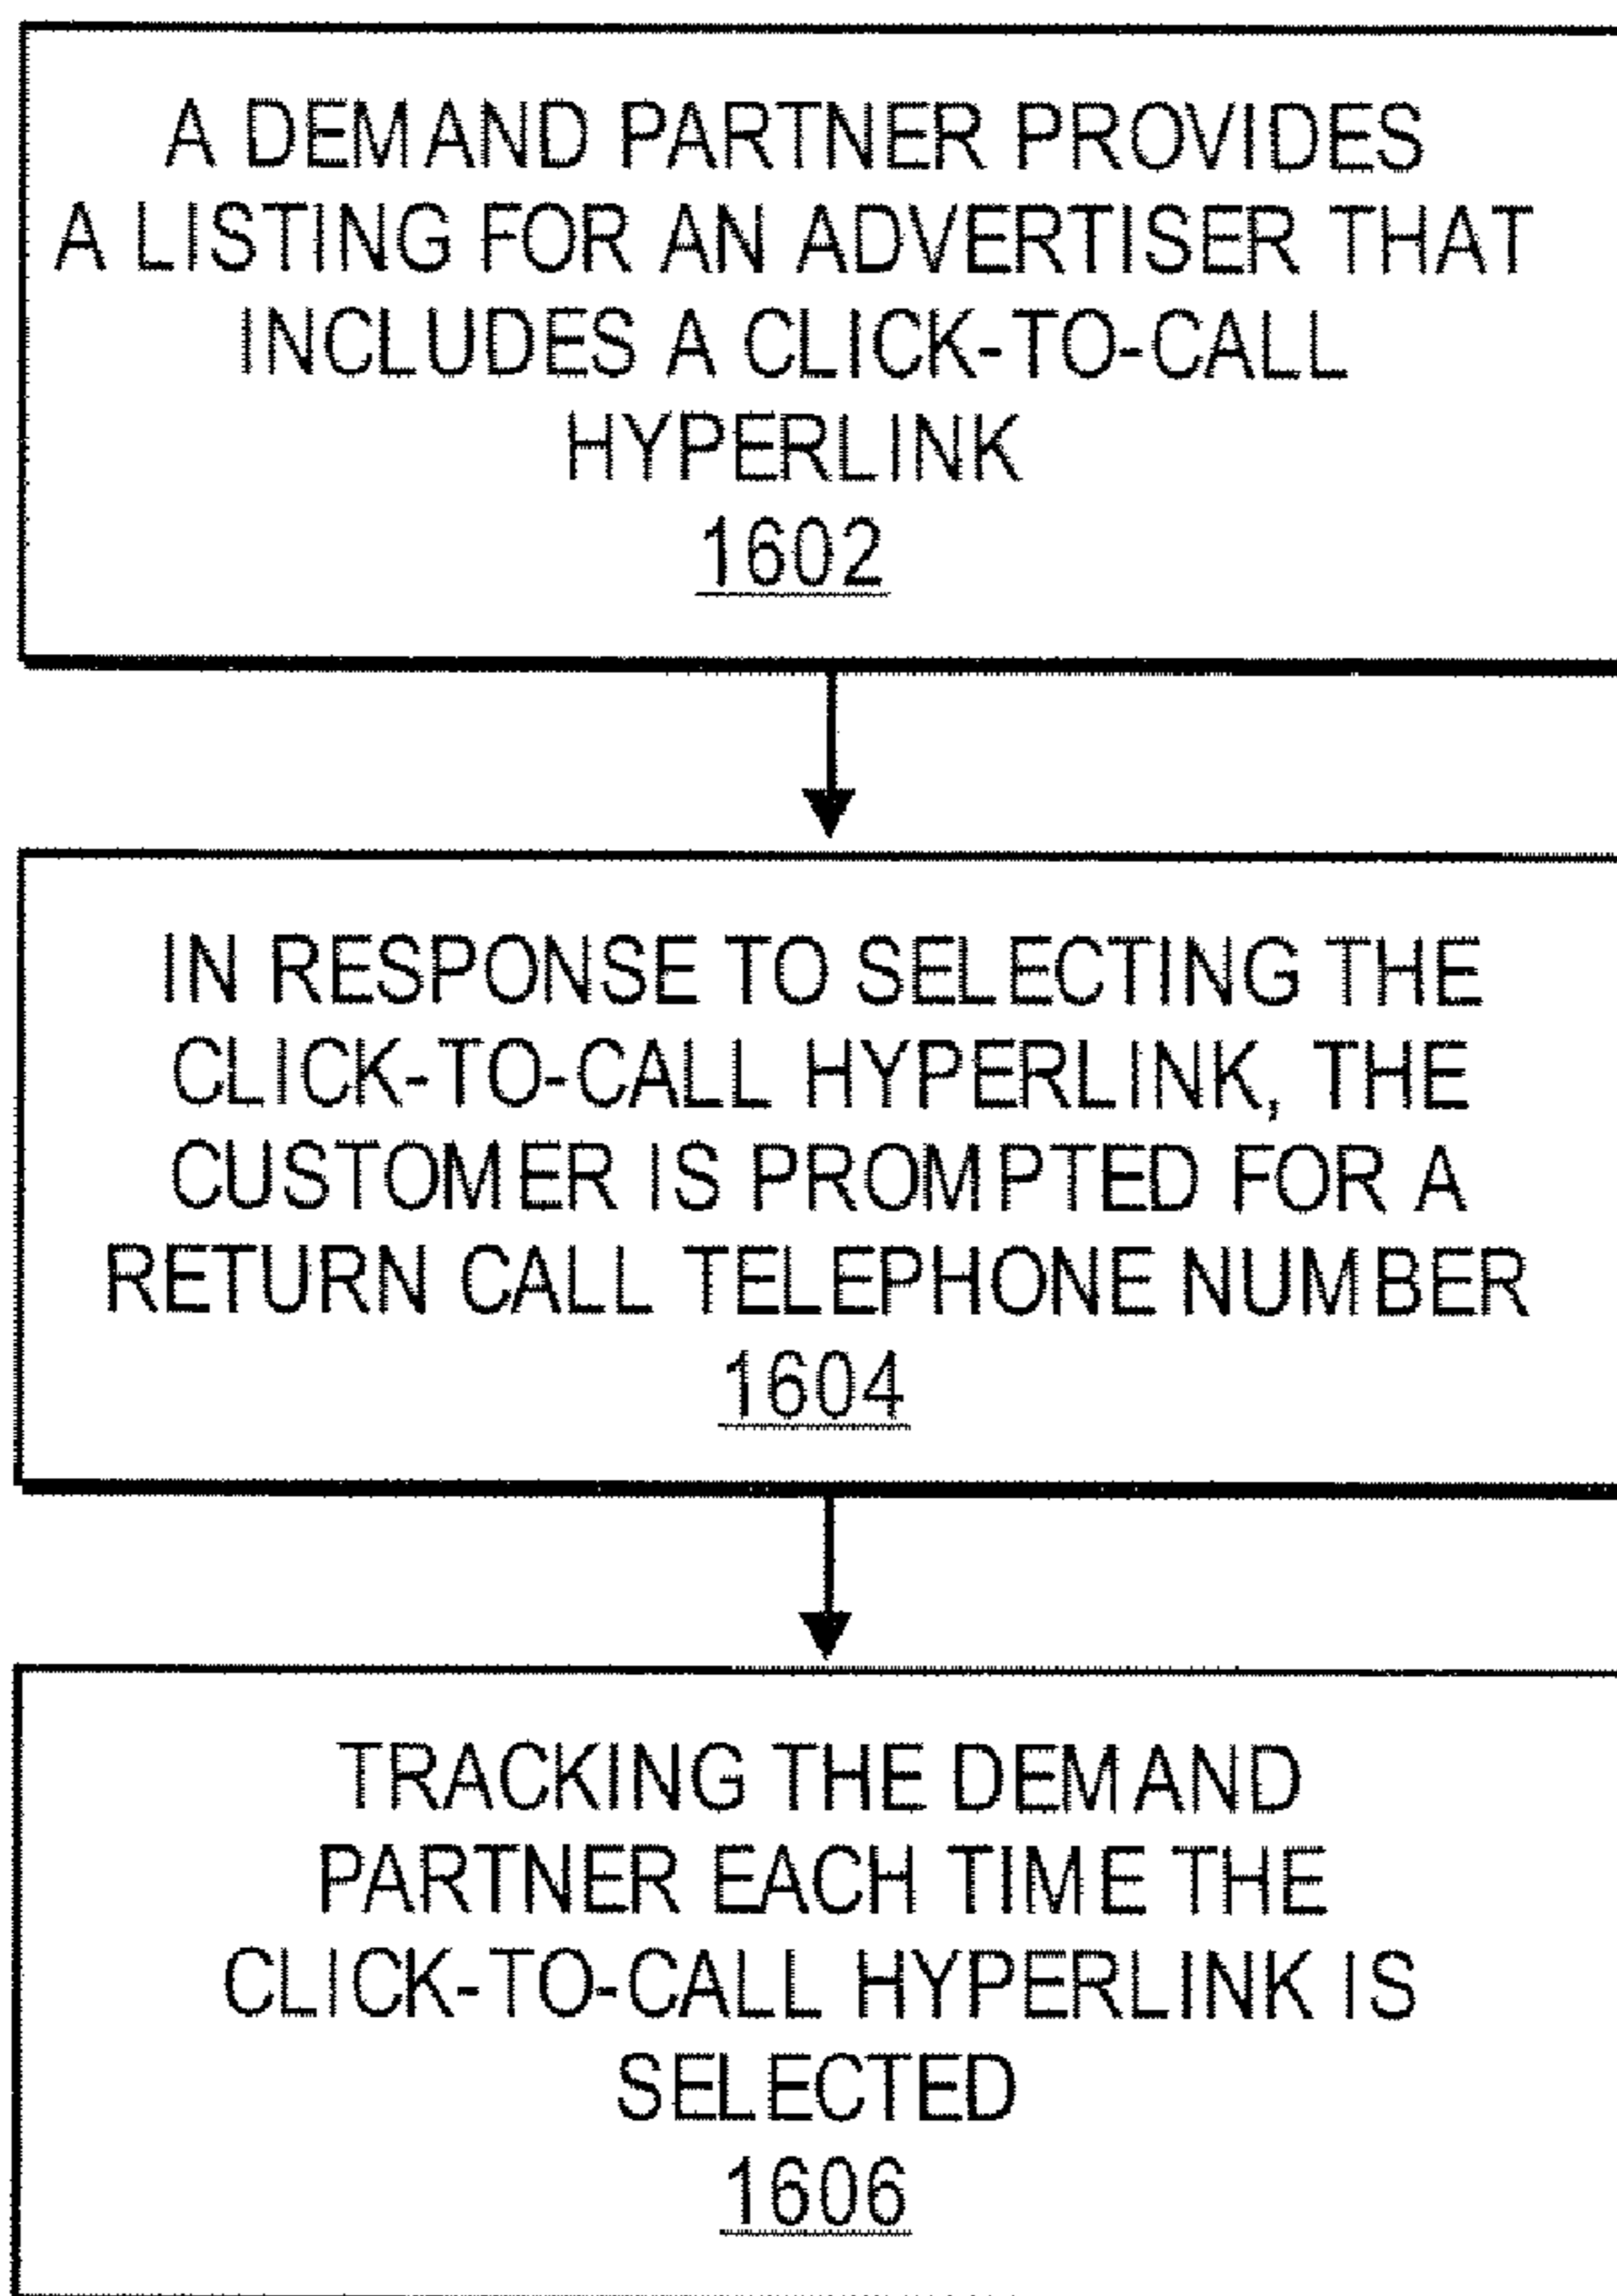 A DEMAND PARTNER PROVIDES
A LISTING FOR AN ADVERTISER THAT
INCLUDES A CLICK-TO-CALL
HYPERLINK
1602
IN RESPONSE TO SELECTING THE
CLICK-TO-CALL HYPERLINK, THE
CUSTOMER IS PROMPTED FOR A
RETURN CALL TELEPHONE NUMBER
1604
TRACKING THE DEMAND
PARTNER EACH TIME THE
CLICK-TO-CALL HYPERLINK IS
SELECTED
1606